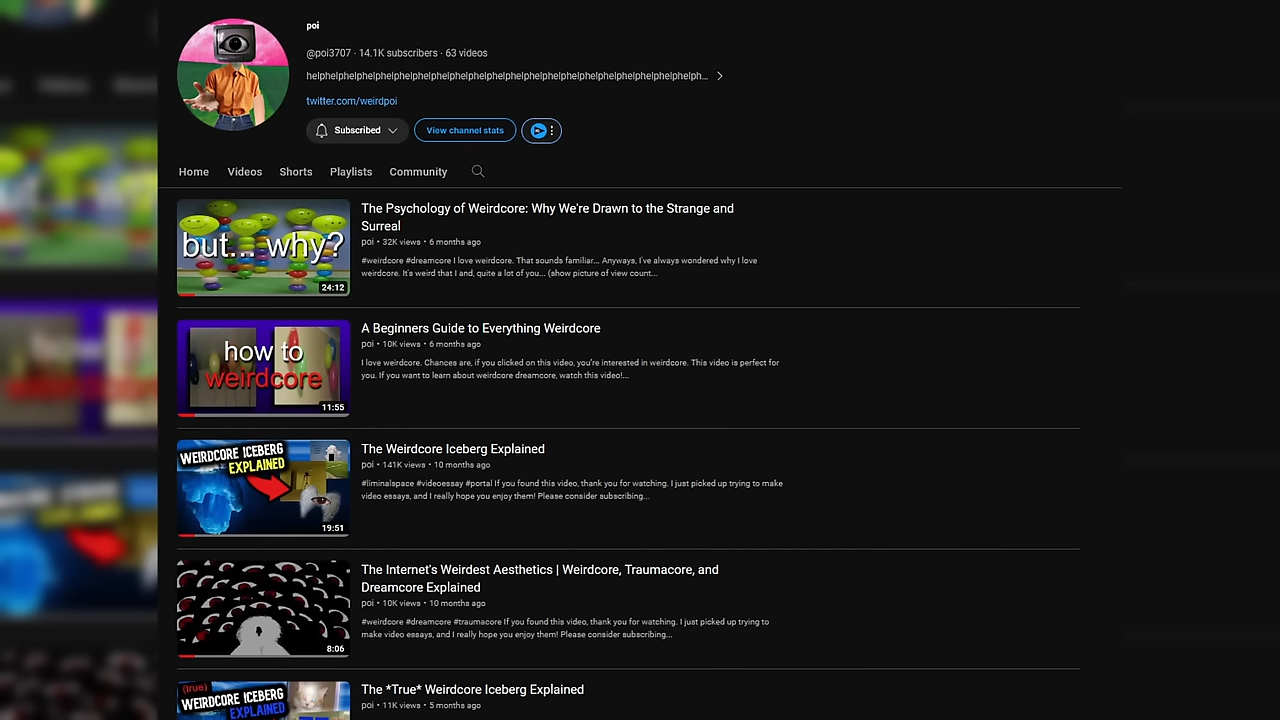 poi
@poi3707 · 14.1K subscribers · 63 videos
helphelphelphelphelphelphelphelphelphelphelphelphelphelphelphelphelphelphelph...
twitter.com/weirdpoi
Subscribed
View channel stats
Home
Videos
Shorts
Playlists
Community
but... why?
24:12
The Psychology of Weirdcore: Why We're Drawn to the Strange and
Surreal
poi • 32K views • 6 months ago
#weirdcore #dreamcore I love weirdcore. That sounds familiar... Anyways, I've always wondered why I love
weirdcore. It's weird that I and, quite a lot of you... (show picture of view count...
how to
weirdcore
11:55
A Beginners Guide to Everything Weirdcore
poi • 10K views • 6 months ago
I love weirdcore. Chances are, if you clicked on this video, you're interested in weirdcore. This video is perfect for
you. If you want to learn about weirdcore dreamcore, watch this video!...
WEIRDCORE ICEBERG
EXPLAINED
19:51
The Weirdcore Iceberg Explained
poi • 141K views • 10 months ago
#liminalspace #videoessay #portal If you found this video, thank you for watching. I just picked up trying to make
video essays, and I really hope you enjoy them! Please consider subscribing...
8:06
The Internet's Weirdest Aesthetics | Weirdcore, Traumacore, and
Dreamcore Explained
poi • 10K views • 10 months ago
#weirdcore #dreamcore #traumacore If you found this video, thank you for watching. I just picked up trying to
make video essays, and I really hope you enjoy them! Please consider subscribing...
(true)
WEIRDCORE ICEBERG
EXPLAINED
The *True* Weirdcore Iceberg Explained
poi • 11K views • 5 months ago